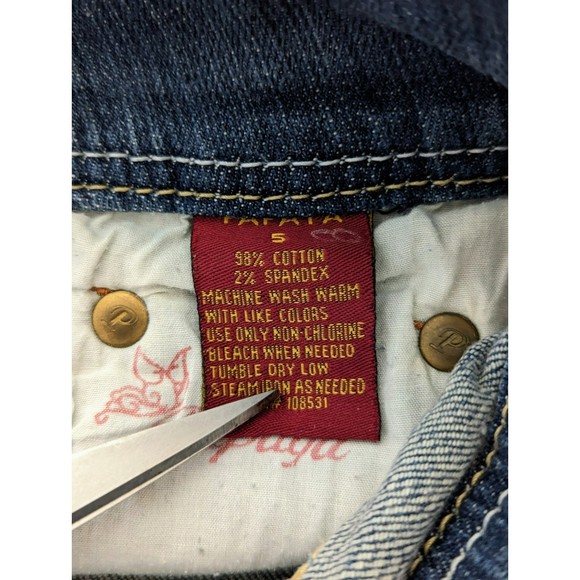 PAPAYA
5
98% COTTON
2% SPANDEX
MACHINE WASH WARM
WITH LIKE COLORS
USE ONLY NON-CHLORINE
BLEACH WHEN NEEDED
TUMBLE DRY LOW
STEAM IRON AS NEEDED
108531
P
P